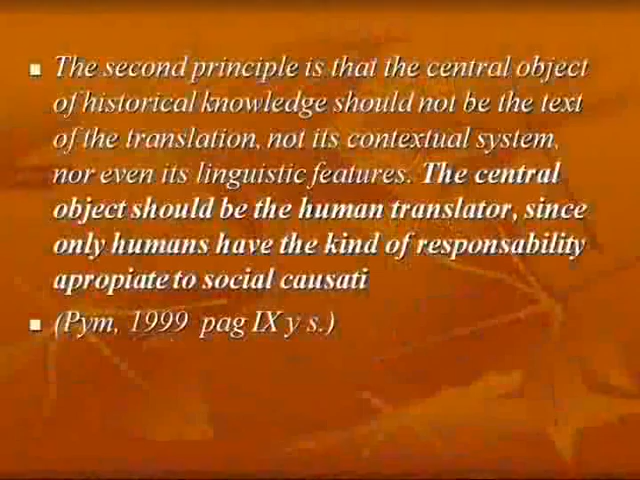 The second principle is that the central object
of historical knowledge should not be the text
of the translation, not its contextual system,
nor even its linguistic features. The central
object should be the human translator, since
only humans have the kind of responsability
apropiate to social causati
(Pym, 1999 pag IX y s.)